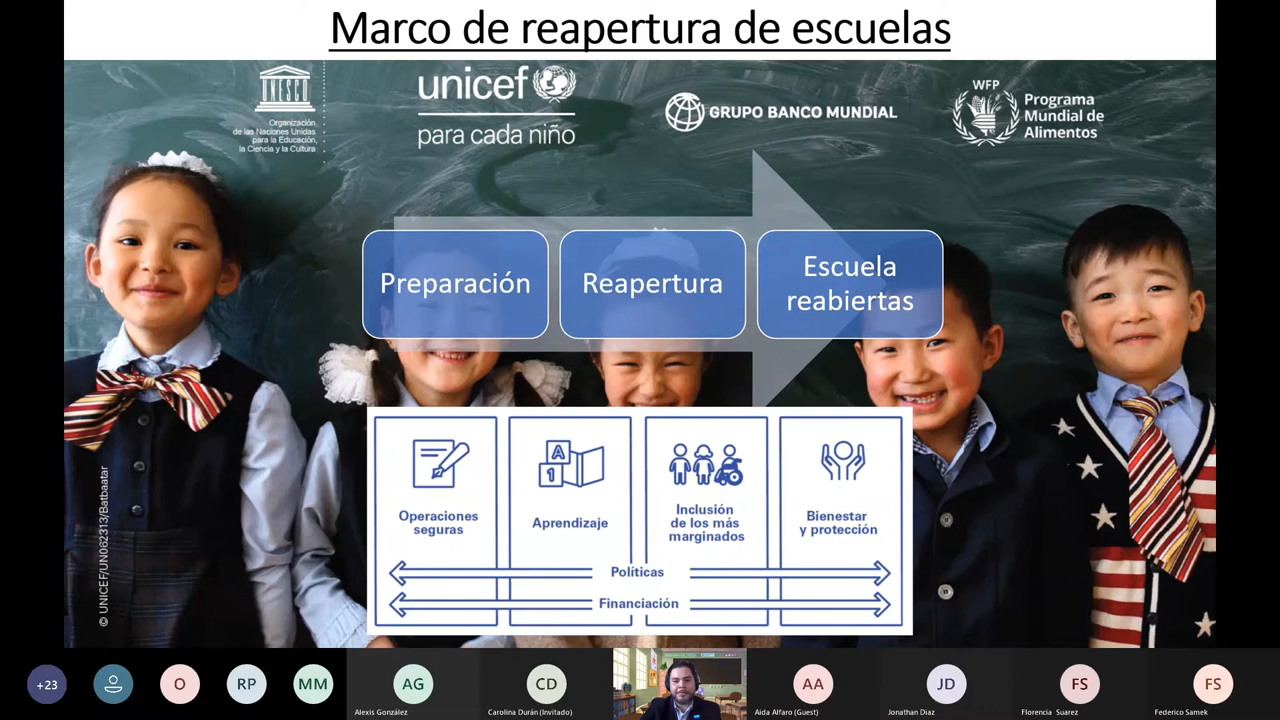 Marco de reapertura de escuelas
UNESCO
Organización
de las Naciones Unidas
para la Educación,
la Ciencia y la Cultura
unicef
para cada niño
GRUPO BANCO MUNDIAL
WFP
Programa
Mundial de
Alimentos
Preparación
Reapertura
Escuela
reabiertas
Operaciones
seguras
A
1
Aprendizaje
Inclusión
de los más
marginados
Bienestar
y protección
Políticas
Financiación
© UNICEF/UN062313/Batbaatar
+23
O
RP
MM
AG
Alexis González
CD
Carolina Durán (Invitado)
AA
Aida Alfaro (Guest)
JD
Jonathan Diaz
FS
Florencia Suarez
FS
Federico Samek